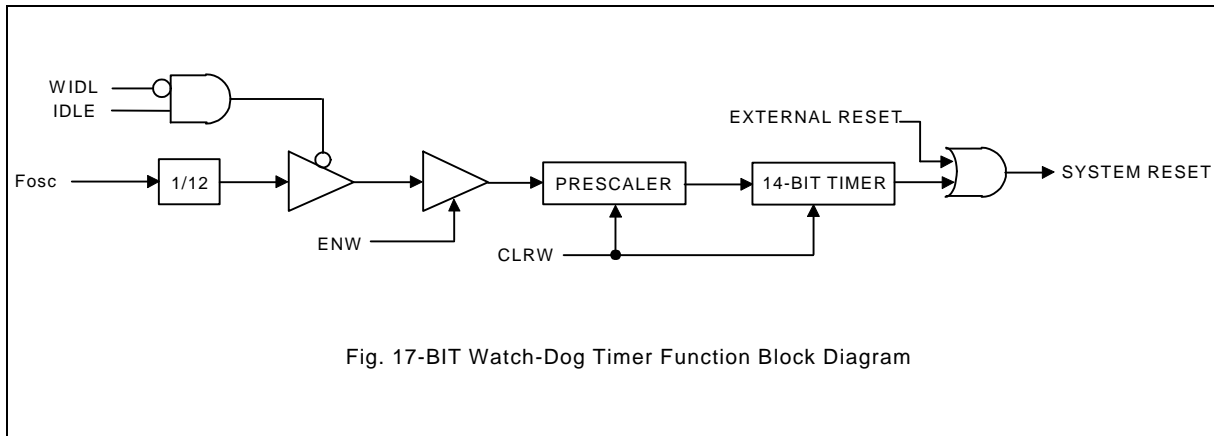 WIDL
IDLE
EXTERNAL RESET
Fosc
1/12
PRESCALER
14-BIT TIMER
SYSTEM RESET
ENW
CLRW
Fig. 17-BIT Watch-Dog Timer Function Block Diagram